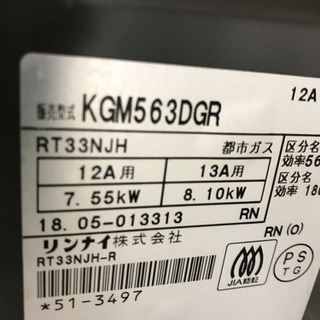 12A
販売型式 KGM563DGR
RT33NJH 都市ガス
12A用 13A用
7.55kW 8.10kW
18.05-013313 RN
リンナイ株式会社
RT33NJH-R
*51-3497
RN(O)
JIA認証
PS
TG
区分名
効率56
区分名
効率 18